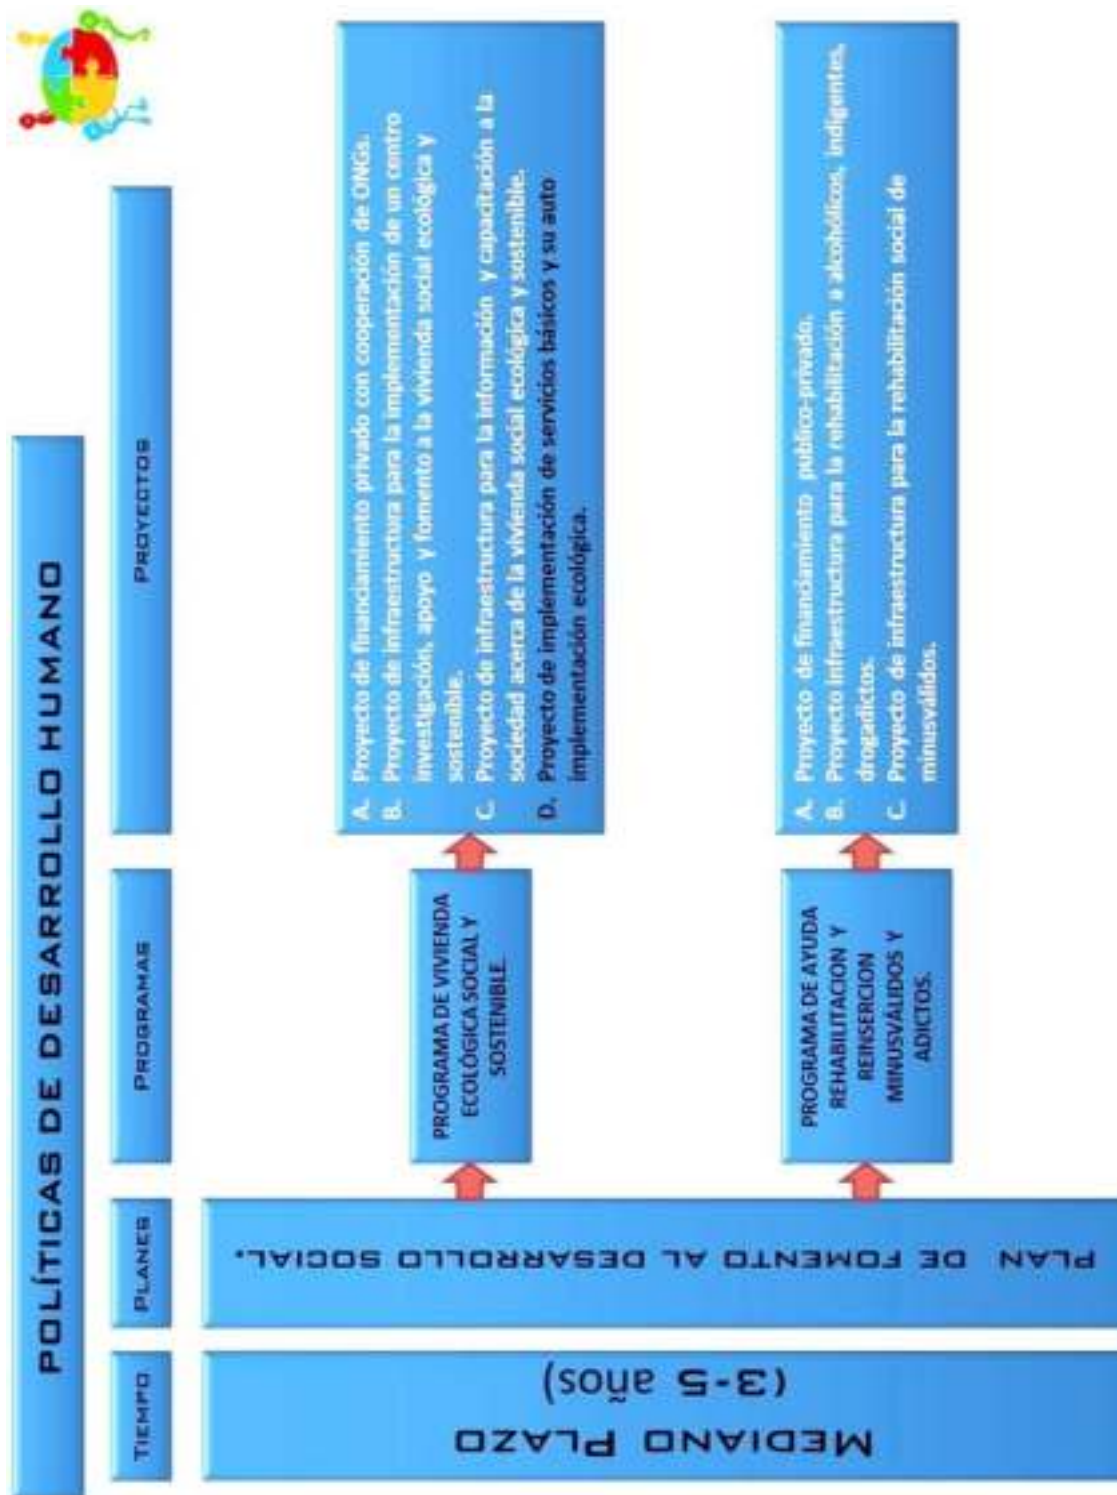 POLÍTICAS DE DESARROLLO HUMANO
TIEMPO
PLANES
PROGRAMAS
PROYECTOS
MEDIANO PLAZO
(3-5 años)
PLAN DE FOMENTO AL DESARROLLO SOCIAL.
PROGRAMA DE VIVIENDA
ECOLÓGICA SOCIAL Y
SOSTENIBLE.
A. Proyecto de financiamiento privado con cooperación de ONGs.
B. Proyecto de infraestructura para la implementación de un centro
investigación, apoyo y fomento a la vivienda social ecológica y
sostenible.
C. Proyecto de infraestructura para la información y capacitación a la
sociedad acerca de la vivienda social ecológica y sostenible.
D. Proyecto de implementación de servicios básicos y su auto
implementación ecológica.
PROGRAMA DE AYUDA
REHABILITACION Y
REINSERCION
MINUSVÁLIDOS Y
ADICTOS.
A. Proyecto de financiamiento publico-privado.
B. Proyecto infraestructura para la rehabilitación a alcohólicos, indigentes,
drogadictos.
C. Proyecto de infraestructura para la rehabilitación social de
minusválidos.